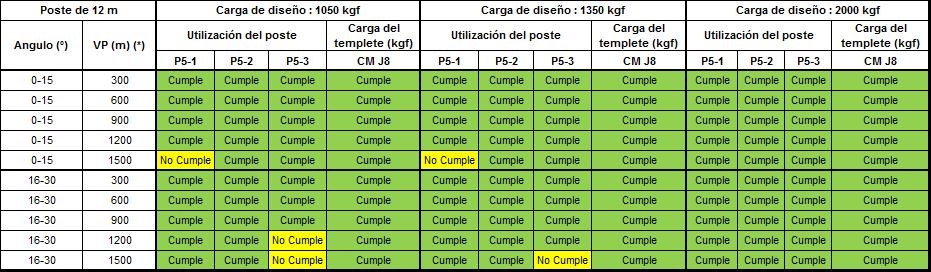 Poste de 12 m Carga de diseño : 1050 kgf Carga de diseño : 1350 kgf Carga de diseño : 2000 kgf
Angulo (°) VP (m) (*) Utilización del poste Carga del templete (kgf) Utilización del poste Carga del templete (kgf) Utilización del poste Carga del templete (kgf)
P5-1 P5-2 P5-3 CM J8 P5-1 P5-2 P5-3 CM J8 P5-1 P5-2 P5-3 CM J8
0-15 300 Cumple Cumple Cumple Cumple Cumple Cumple Cumple Cumple Cumple Cumple Cumple Cumple
0-15 600 Cumple Cumple Cumple Cumple Cumple Cumple Cumple Cumple Cumple Cumple Cumple Cumple
0-15 900 Cumple Cumple Cumple Cumple Cumple Cumple Cumple Cumple Cumple Cumple Cumple Cumple
0-15 1200 Cumple Cumple Cumple Cumple Cumple Cumple Cumple Cumple Cumple Cumple Cumple Cumple
0-15 1500 No Cumple Cumple Cumple Cumple No Cumple Cumple Cumple Cumple Cumple Cumple Cumple Cumple
16-30 300 Cumple Cumple Cumple Cumple Cumple Cumple Cumple Cumple Cumple Cumple Cumple Cumple
16-30 600 Cumple Cumple Cumple Cumple Cumple Cumple Cumple Cumple Cumple Cumple Cumple Cumple
16-30 900 Cumple Cumple Cumple Cumple Cumple Cumple Cumple Cumple Cumple Cumple Cumple Cumple
16-30 1200 Cumple Cumple No Cumple Cumple Cumple Cumple Cumple Cumple Cumple Cumple Cumple Cumple
16-30 1500 Cumple Cumple No Cumple Cumple Cumple Cumple No Cumple Cumple Cumple Cumple Cumple Cumple